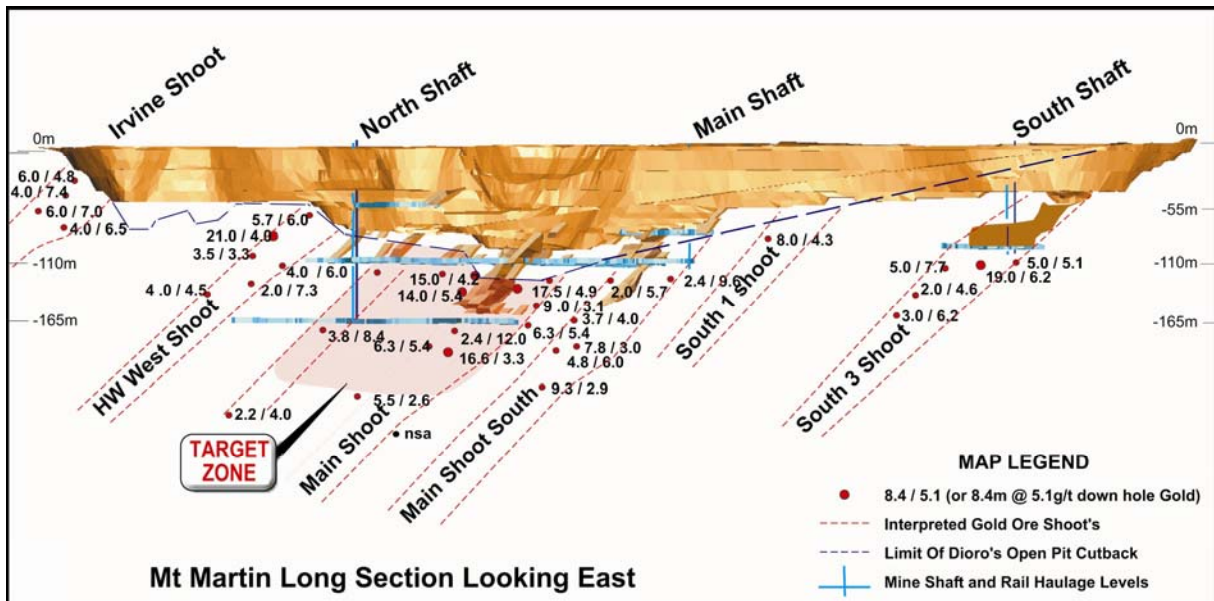 Irvine Shoot
North Shaft
Main Shaft
South Shaft
0m
0m
6.0 / 4.8
4.0 / 7.4
6.0 / 7.0
4.0 / 6.5
5.7 / 6.0
21.0 / 4.0
3.5 / 3.3
4.0 / 6.0
4 .0 / 4.5
2.0 / 7.3
-55m
-110m
-110m
-165m
-165m
15.0 / 4.2
14.0 / 5.4
17.5 / 4.9
9 .0 / 3.1
2.0 / 5.7
2.4 / 9.6
8.0 / 4.3
3.7 / 4.0
6.3 / 5.4
7.8 / 3.0
4.8 / 6.0
9.3 / 2.9
3.8 / 8.4
2.4 / 12.0
6.3 / 5.4
16.6 / 3.3
5.5 / 2.6
nsa
2.2 / 4.0
5.0 / 7.7
5.0 / 5.1
19.0 / 6.2
2.0 / 4.6
3.0 / 6.2
HW West Shoot
Main Shoot
Main Shoot South
South 1 Shoot
South 3 Shoot
TARGET
ZONE
MAP LEGEND
8.4 / 5.1 (or 8.4m @ 5.1g/t down hole Gold)
Interpreted Gold Ore Shoot's
Limit Of Dioro's Open Pit Cutback
Mine Shaft and Rail Haulage Levels
Mt Martin Long Section Looking East